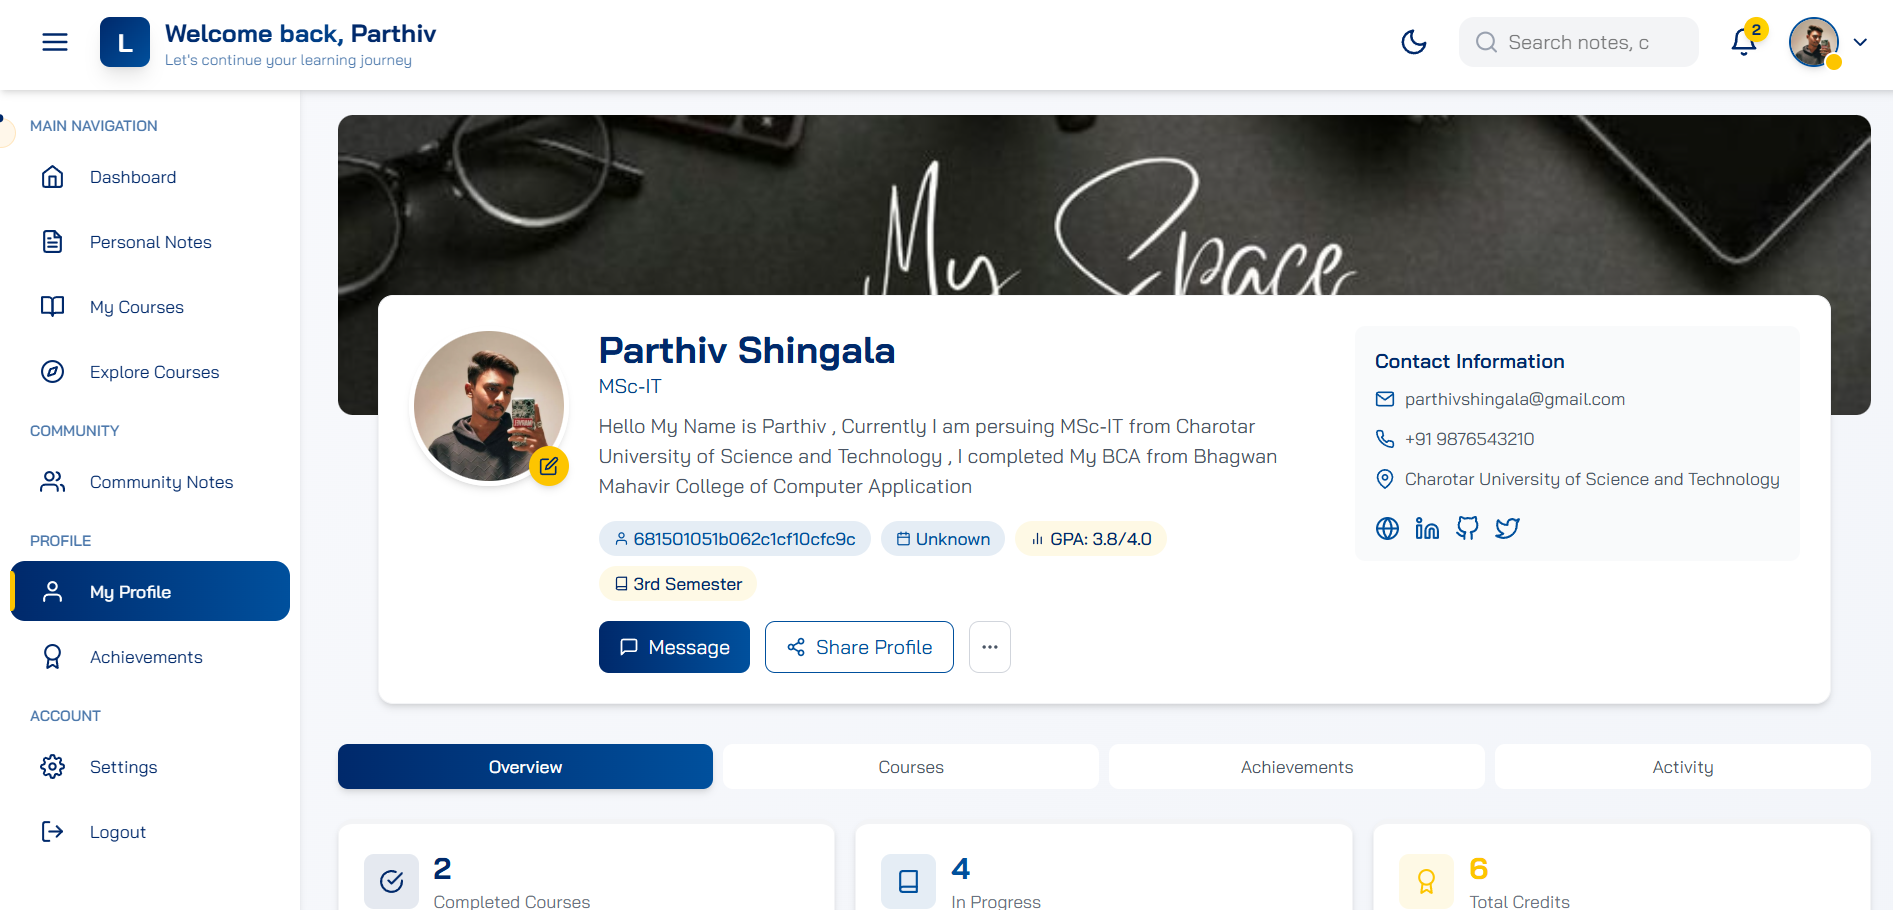 L
Welcome back, Parthiv
Let's continue your learning journey
Search notes, c
2
MAIN NAVIGATION
Dashboard
Personal Notes
My Courses
Explore Courses
COMMUNITY
Community Notes
PROFILE
My Profile
Achievements
ACCOUNT
Settings
Logout
My Space
Parthiv Shingala
MSc-IT
Hello My Name is Parthiv , Currently I am persuing MSc-IT from Charotar
University of Science and Technology , I completed My BCA from Bhagwan
Mahavir College of Computer Application
681501051b062c1cf10cfc9c
Unknown
GPA: 3.8/4.0
3rd Semester
Message
Share Profile
Contact Information
parthivshingala@gmail.com
+91 9876543210
Charotar University of Science and Technology
Overview
Courses
Achievements
Activity
2
Completed Courses
4
In Progress
6
Total Credits